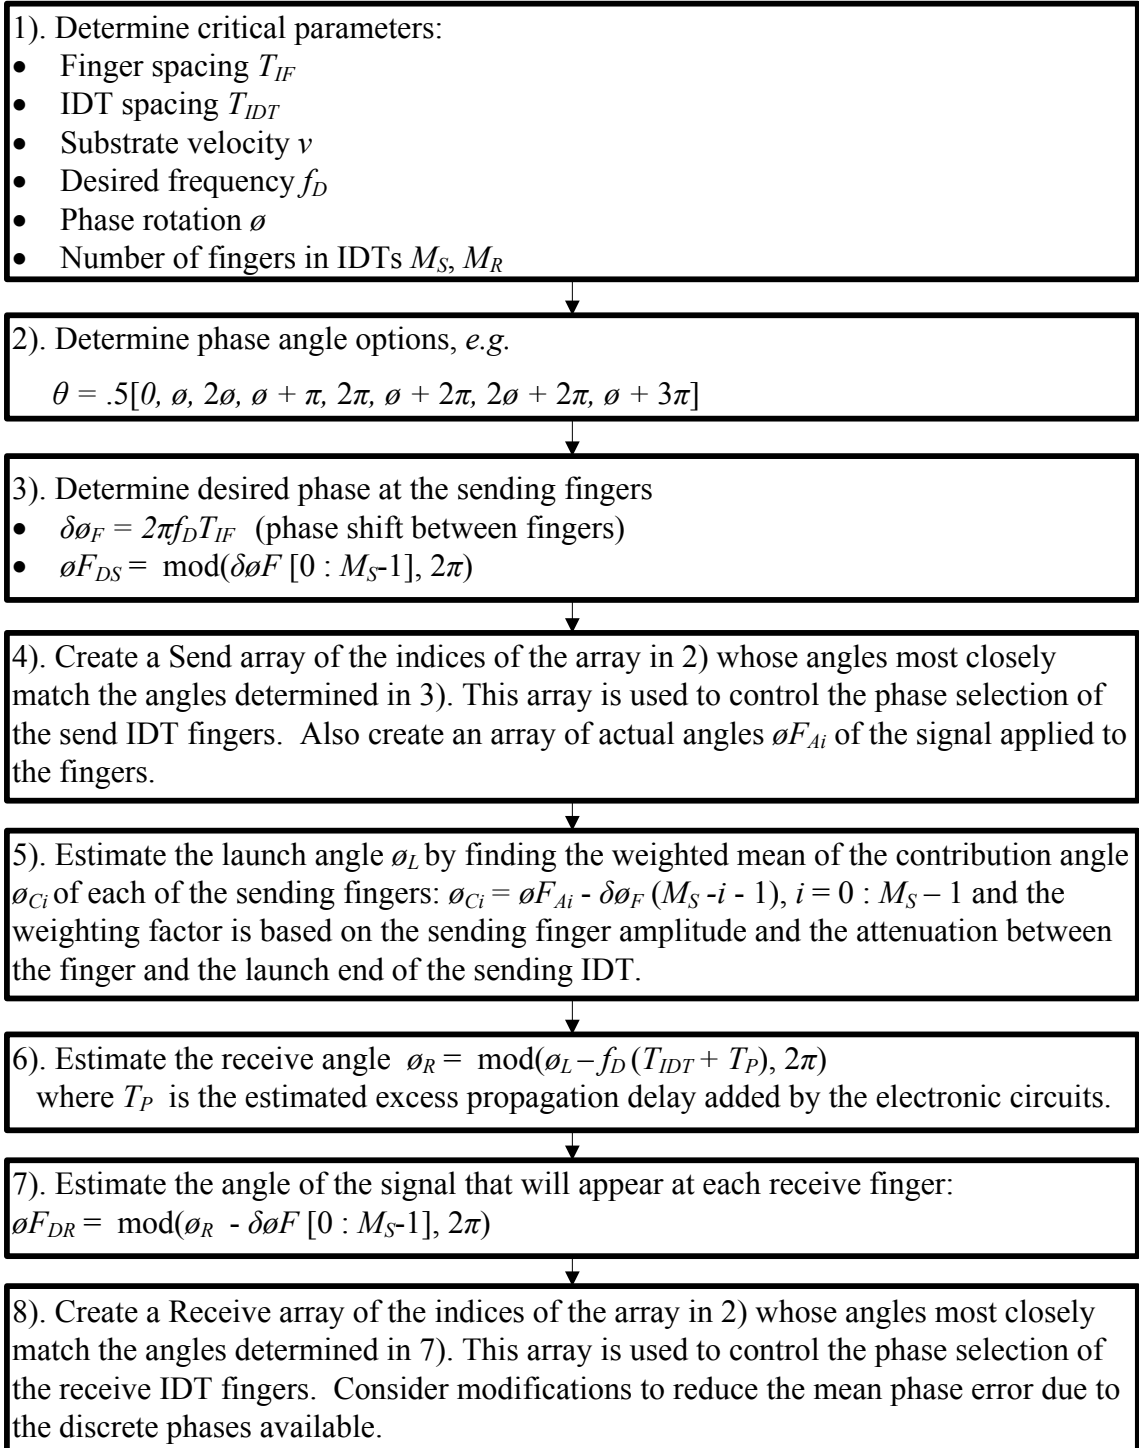 1). Determine critical parameters:
• Finger spacing T_IF
• IDT spacing T_IDT
• Substrate velocity v
• Desired frequency f_D
• Phase rotation ø
• Number of fingers in IDTs M_S, M_R
2). Determine phase angle options, e.g.
θ = .5[0, ø, 2ø, ø + π, 2π, ø + 2π, 2ø + 2π, ø + 3π]
3). Determine desired phase at the sending fingers
• δø_F = 2πf_DT_IF (phase shift between fingers)
• øF_DS = mod(δøF [0 : M_S-1], 2π)
4). Create a Send array of the indices of the array in 2) whose angles most closely
match the angles determined in 3). This array is used to control the phase selection of
the send IDT fingers. Also create an array of actual angles øF_Ai of the signal applied to
the fingers.
5). Estimate the launch angle ø_L by finding the weighted mean of the contribution angle
ø_Ci of each of the sending fingers: ø_Ci = øF_Ai - δø_F (M_S -i - 1), i = 0 : M_S – 1 and the
weighting factor is based on the sending finger amplitude and the attenuation between
the finger and the launch end of the sending IDT.
6). Estimate the receive angle ø_R = mod(ø_L – f_D (T_IDT + T_P), 2π)
where T_P is the estimated excess propagation delay added by the electronic circuits.
7). Estimate the angle of the signal that will appear at each receive finger:
øF_DR = mod(ø_R - δøF [0 : M_S-1], 2π)
8). Create a Receive array of the indices of the array in 2) whose angles most closely
match the angles determined in 7). This array is used to control the phase selection of
the receive IDT fingers. Consider modifications to reduce the mean phase error due to
the discrete phases available.